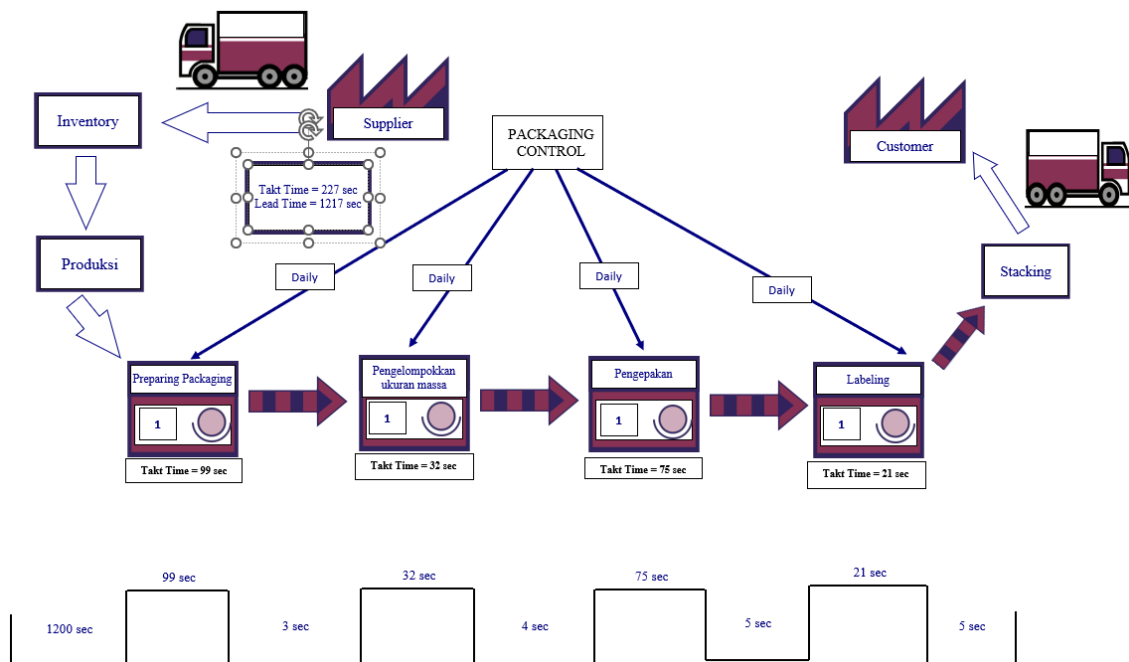 Inventory
Supplier
PACKAGING
CONTROL
Customer
Takt Time = 227 sec
Lead Time = 1217 sec
Produksi
Stacking
Daily
Daily
Daily
Daily
Preparing Packaging
Pengelompokkan
ukuran massa
Pengepakan
Labeling
1
1
1
1
Takt Time = 99 sec
Takt Time = 32 sec
Takt Time = 75 sec
Takt Time = 21 sec
99 sec
32 sec
75 sec
21 sec
1200 sec
3 sec
4 sec
5 sec
5 sec